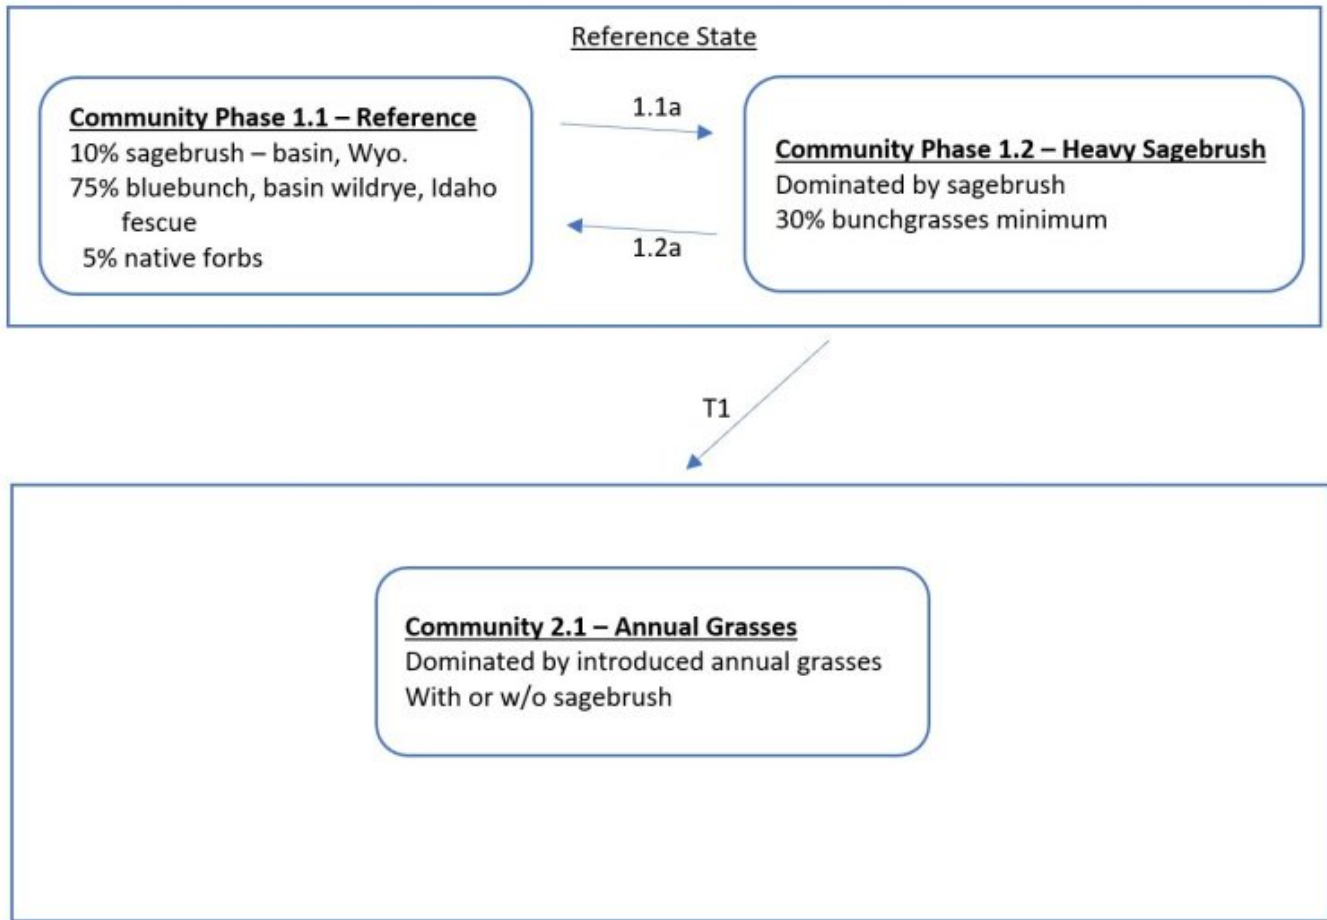 Reference State
Community Phase 1.1 – Reference
10% sagebrush – basin, Wyo.
75% bluebunch, basin wildrye, Idaho
fescue
5% native forbs
1.1a
1.2a
Community Phase 1.2 – Heavy Sagebrush
Dominated by sagebrush
30% bunchgrasses minimum
T1
Community 2.1 – Annual Grasses
Dominated by introduced annual grasses
With or w/o sagebrush